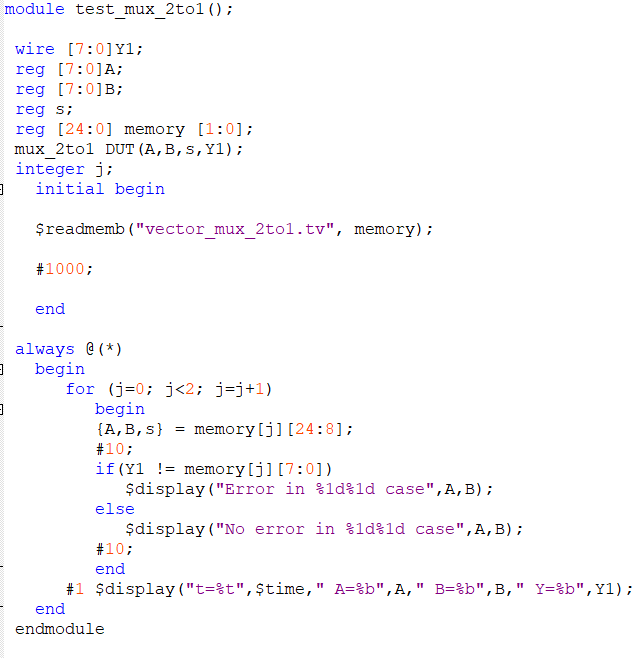 module test_mux_2to1();
wire [7:0]Y1;
reg [7:0]A;
reg [7:0]B;
reg s;
reg [24:0] memory [1:0];
mux_2to1 DUT(A,B,s,Y1);
integer j;
initial begin
$readmemb("vector_mux_2to1.tv", memory);
#1000;
end
always @(*)
begin
for (j=0; j<2; j=j+1)
begin
{A,B,s} = memory[j][24:8];
#10;
if(Y1 != memory[j][7:0])
$display("Error in %1d%1d case",A,B);
else
$display("No error in %1d%1d case",A,B);
#10;
end
#1 $display("t=%t",$time," A=%b",A," B=%b",B," Y=%b",Y1);
end
endmodule